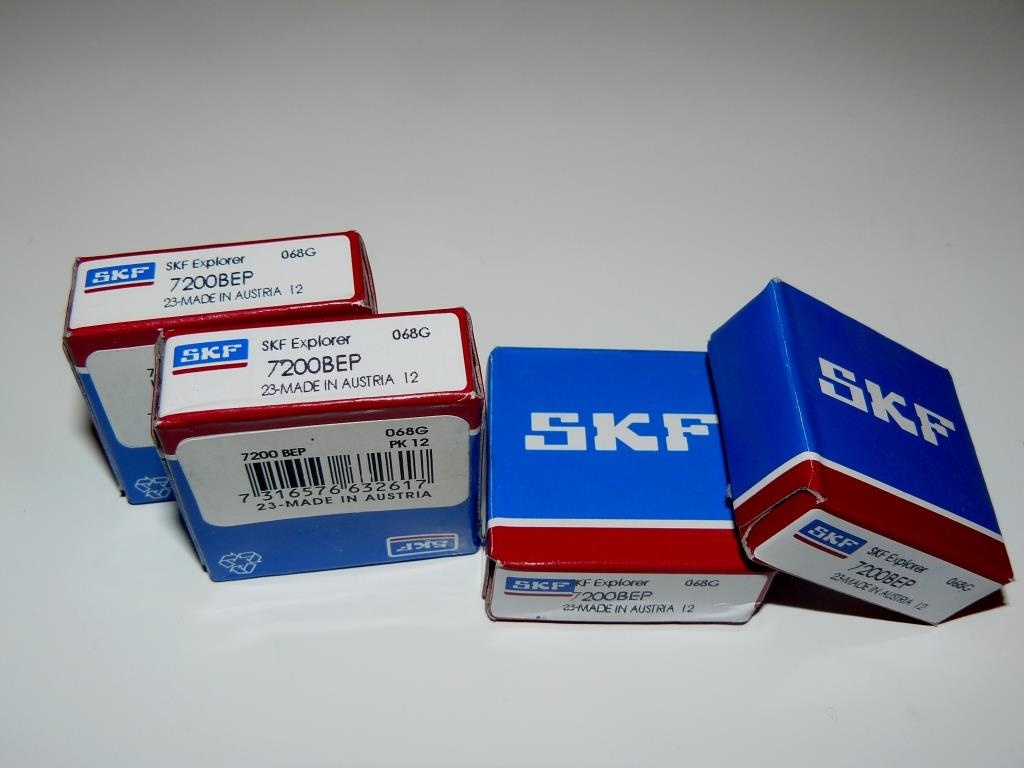 SKF
SKF Explorer 068G
7200BEP
23-MADE IN AUSTRIA 12
7
SKF
SKF Explorer 068G
7200BEP
23-MADE IN AUSTRIA 12
068G
7200 BEP PK 12
7 316576 632617
23-MADE IN AUSTRIA
SKF
SKF
SKF
KF Explorer 068G
7200BEP
23-MADE IN AUSTRIA 12
SKF
SKF
SKF Explorer 068G
7200BEP
23-MADE IN AUSTRIA 12